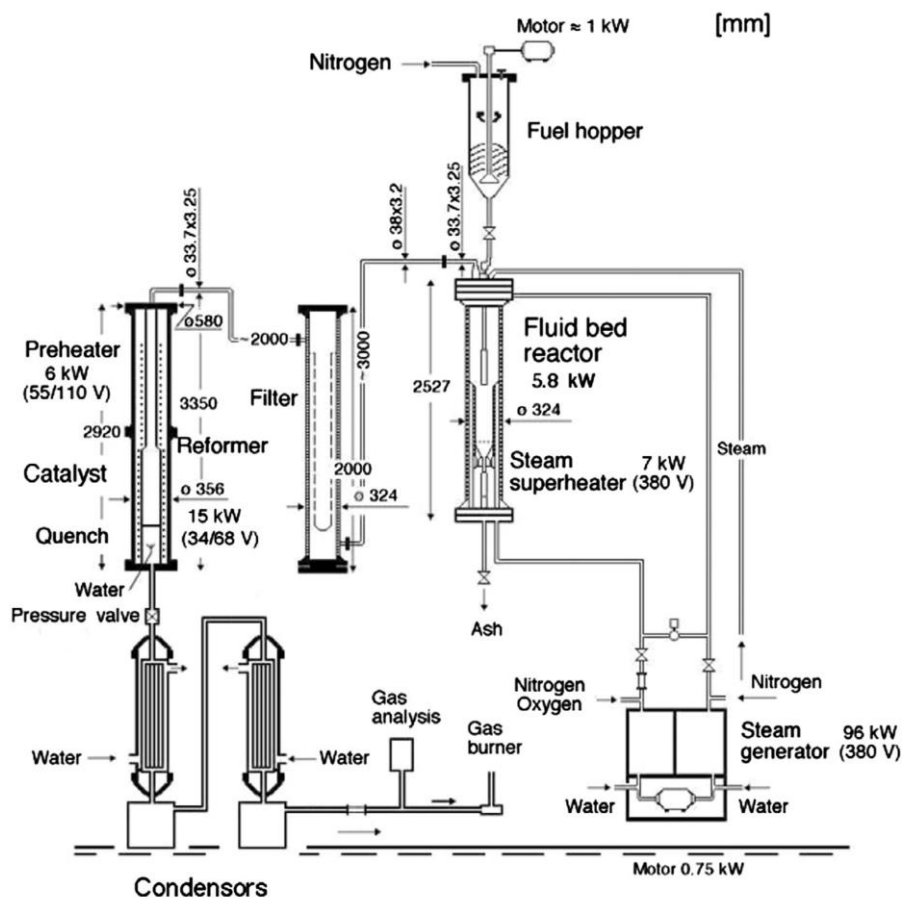 Motor ≈ 1 kW
[mm]
Nitrogen
Fuel hopper
ø 33.7x3.25
ø 38x3.2
ø 33.7x3.25
ø580
Preheater
6 kW
(55/110 V)
~2000
~3000
Fluid bed
reactor
5.8 kW
2527
Filter
3350
2920
Reformer
ø 324
Catalyst
Steam
Steam
superheater
7 kW
(380 V)
2000
ø 356
ø 324
15 kW
(34/68 V)
Quench
Water
Pressure valve
Ash
Nitrogen
Oxygen
Nitrogen
Gas
analysis
Gas
burner
Steam
generator
96 kW
(380 V)
Water
Water
Water
Water
Motor 0.75 kW
Condensors